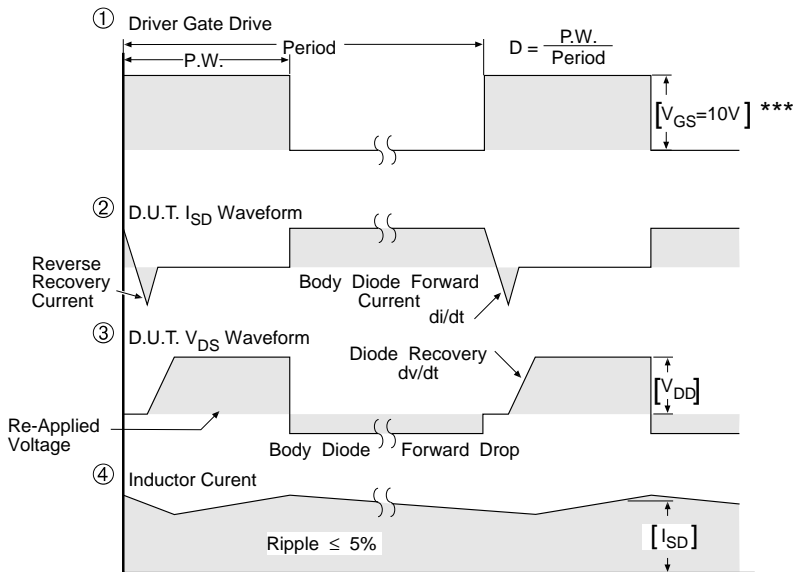 ① Driver Gate Drive
Period
P.W.
D = P.W.
Period
[VGS=10V] ***
② D.U.T. ISD Waveform
Reverse
Recovery
Current
Body Diode Forward
Current
di/dt
③ D.U.T. VDS Waveform
Diode Recovery
dv/dt
[VDD]
Re-Applied
Voltage
Body Diode Forward Drop
④ Inductor Curent
Ripple ≤ 5%
[ISD]